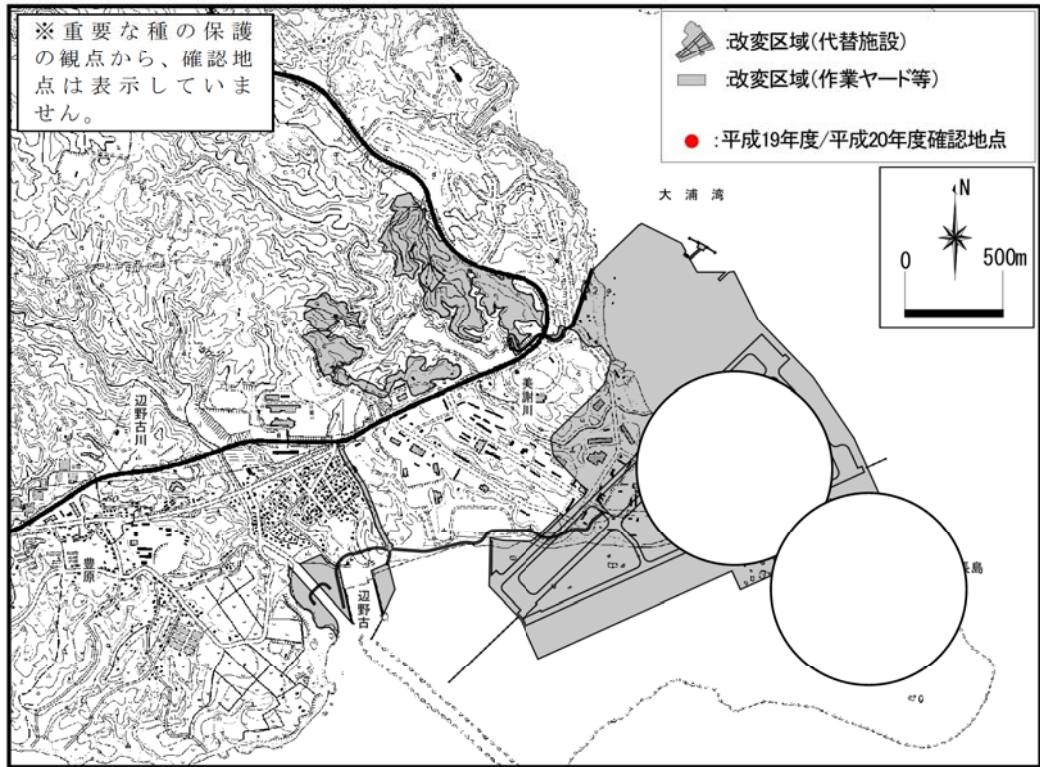 ※重要な種の保護
の観点から、確認地
点は表示していま
せん。
:改変区域(代替施設)
:改変区域(作業ヤード等)
:平成19年度/平成20年度確認地点
大浦湾
N
0 500m
美謝川
辺野古川
豊原
辺野古
島